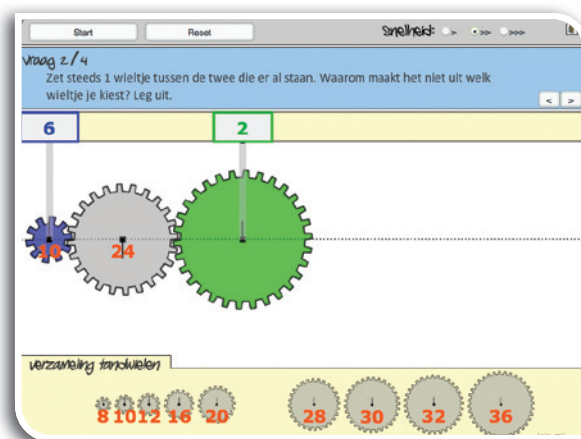 Start Reset Snelheid: > >> >>>
vraag 2/4
Zet steeds 1 wieltje tussen de twee die er al staan. Waarom maakt het niet uit welk
wieltje je kiest? Leg uit.
< >
6 2
10 24
verzameling tandwielen
8 10 12 16 20 28 30 32 36